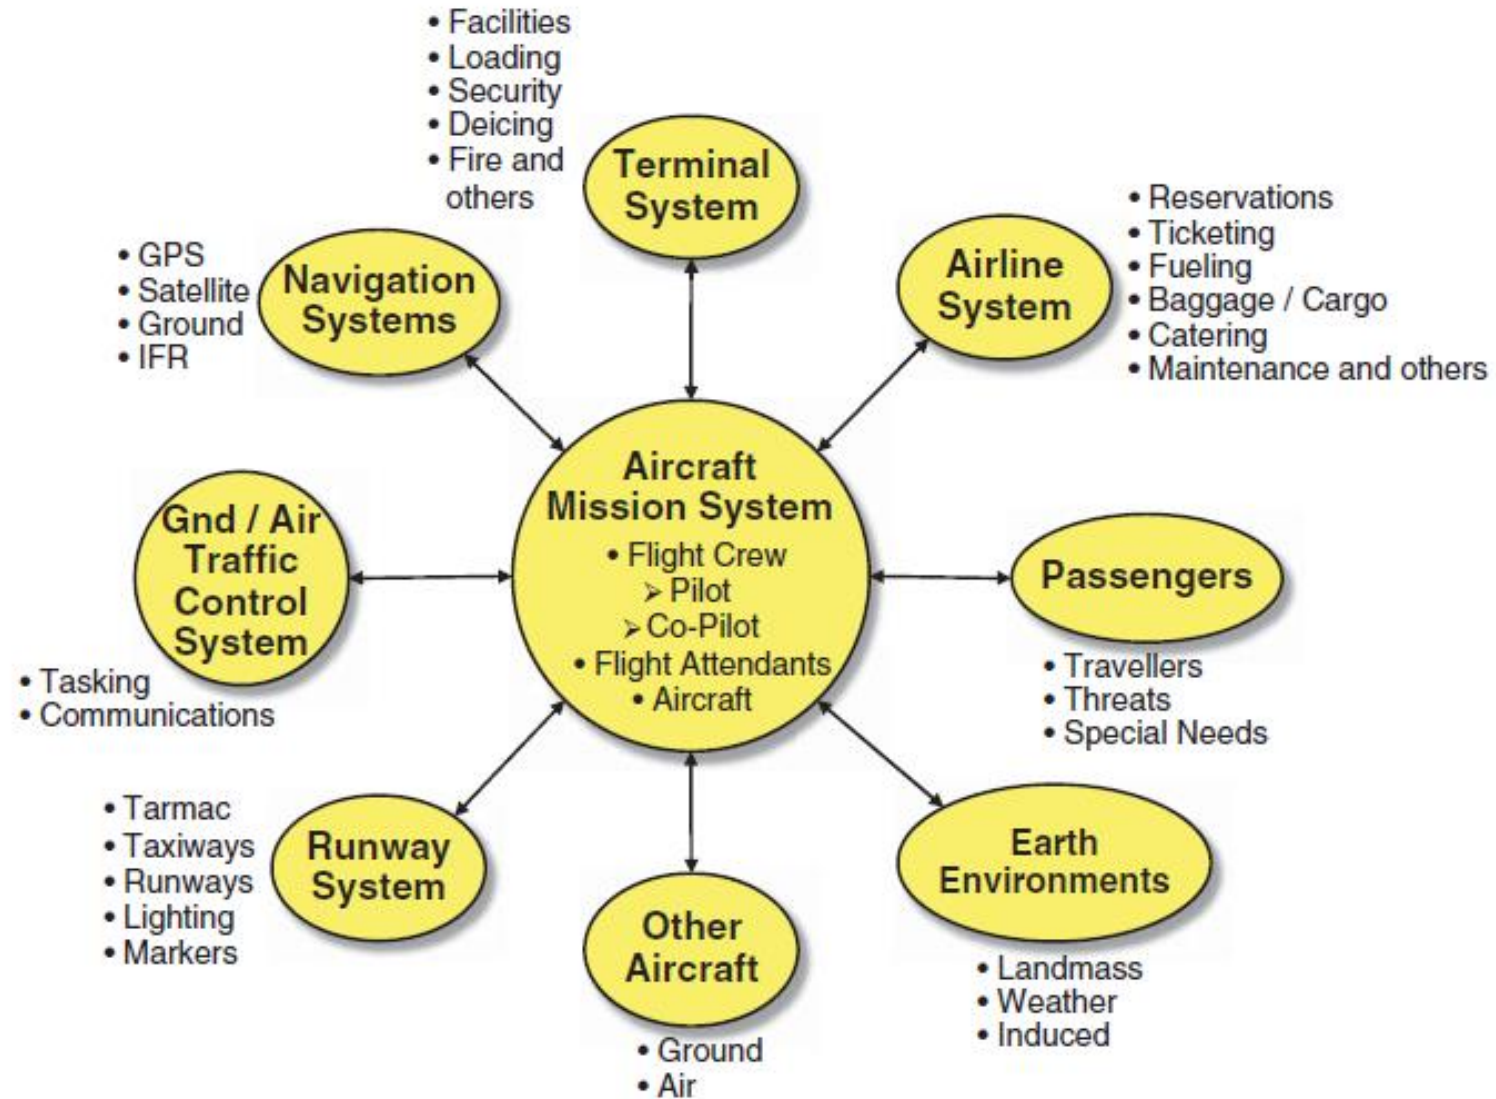 • Facilities
• Loading
• Security
• Deicing
• Fire and
others
Terminal
System
• Reservations
• Ticketing
• Fueling
• Baggage / Cargo
• Catering
• Maintenance and others
Airline
System
• GPS
• Satellite
• Ground
• IFR
Navigation
Systems
Aircraft
Mission System
• Flight Crew
➢ Pilot
➢ Co-Pilot
• Flight Attendants
• Aircraft
Gnd / Air
Traffic
Control
System
• Tasking
• Communications
Passengers
• Travellers
• Threats
• Special Needs
• Tarmac
• Taxiways
• Runways
• Lighting
• Markers
Runway
System
Other
Aircraft
• Ground
• Air
Earth
Environments
• Landmass
• Weather
• Induced